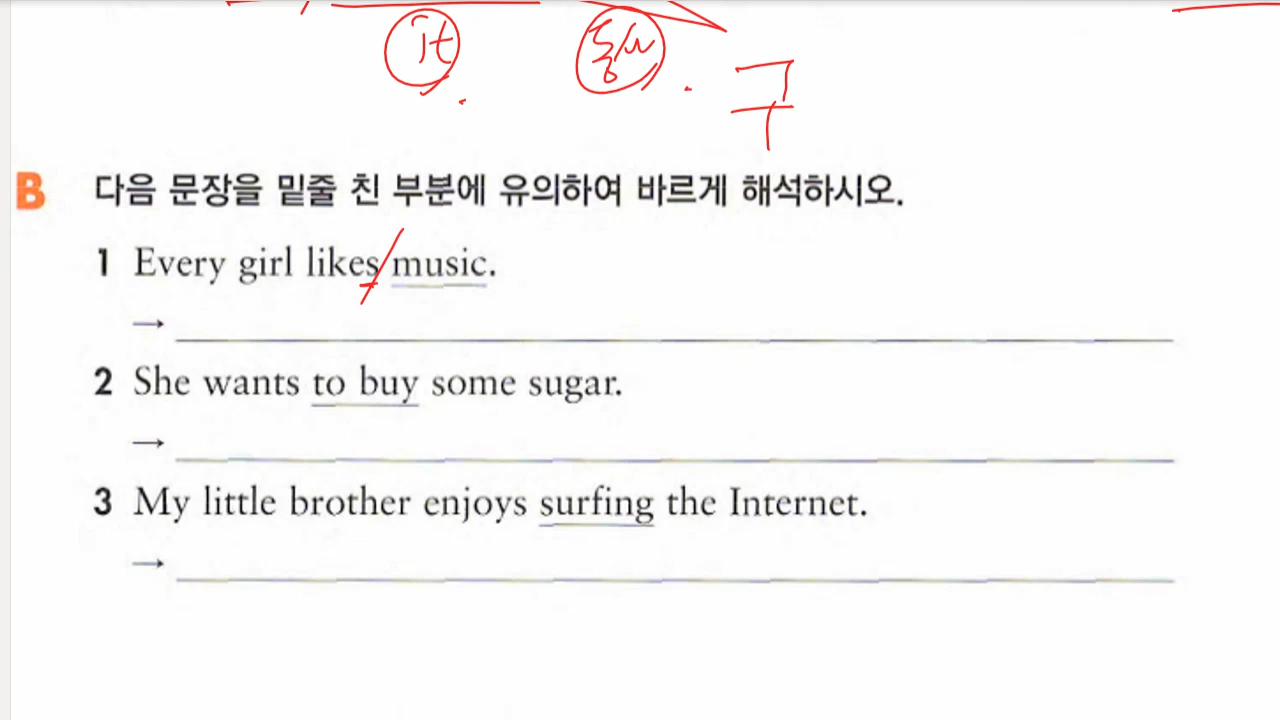 it 동사 구
B 다음 문장을 밑줄 친 부분에 유의하여 바르게 해석하시오.
1 Every girl likes music.
→
2 She wants to buy some sugar.
→
3 My little brother enjoys surfing the Internet.
→